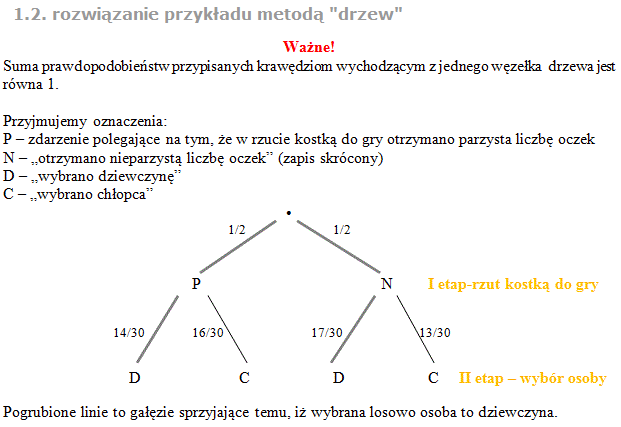 1.2. rozwiązanie przykładu metodą "drzew"
Ważne!
Suma prawdopodobieństw przypisanych krawędziom wychodzącym z jednego węzełka drzewa jest
równa 1.
Przyjmujemy oznaczenia:
P – zdarzenie polegające na tym, że w rzucie kostką do gry otrzymano parzysta liczbę oczek
N – „otrzymano nieparzystą liczbę oczek” (zapis skrócony)
D – „wybrano dziewczynę”
C – „wybrano chłopca”
1/2 1/2
P N I etap-rzut kostką do gry
14/30 16/30 17/30 13/30
D C D C II etap – wybór osoby
Pogrubione linie to gałęzie sprzyjające temu, iż wybrana losowo osoba to dziewczyna.